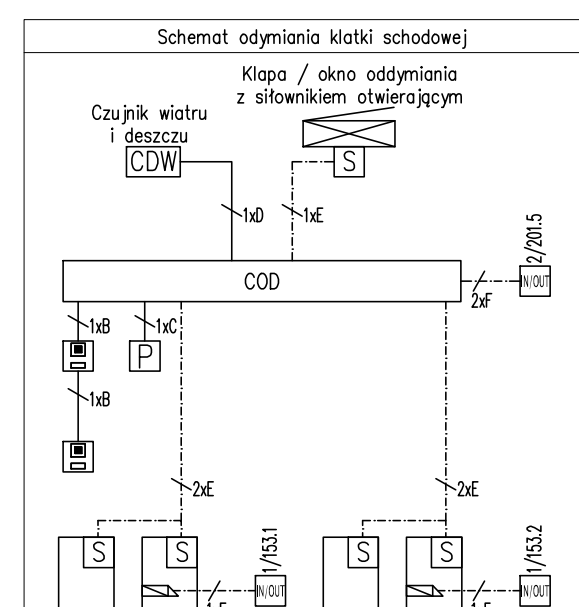 Schemat odymiania klatki schodowej
Klapa / okno oddymiania
z siłownikiem otwierającym
Czujnik wiatru
i deszczu
CDW
S
1xD
1xE
2/201.5
COD
IN/OUT
2xF
1xB
1xC
P
1xB
2xE
2xE
1/153.1
1/153.2
S
S
S
S
IN/OUT
IN/OUT